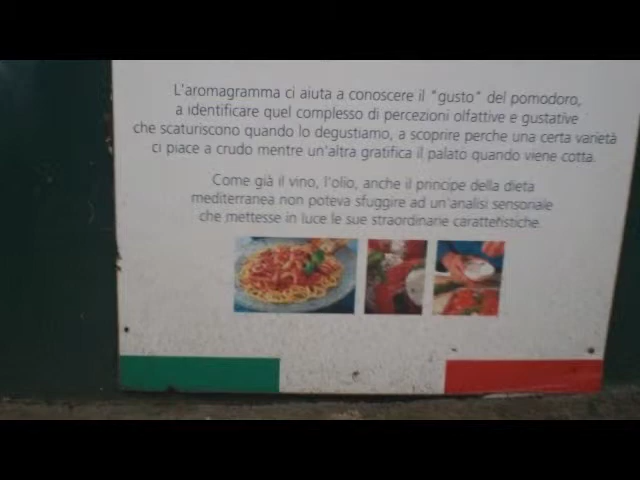 L'aromagramma ci aiuta a conoscere il "gusto" del pomodoro,
a identificare quel complesso di percezioni olfattive e gustative
che scaturiscono quando lo degustiamo, a scoprire perche una certa varietà
ci piace a crudo mentre un'altra gratifica il palato quando viene cotta.
Come già il vino, l'olio, anche il principe della dieta
mediterranea non poteva sfuggire ad un'analisi sensoriale
che mettesse in luce le sue straordinarie caratteristiche